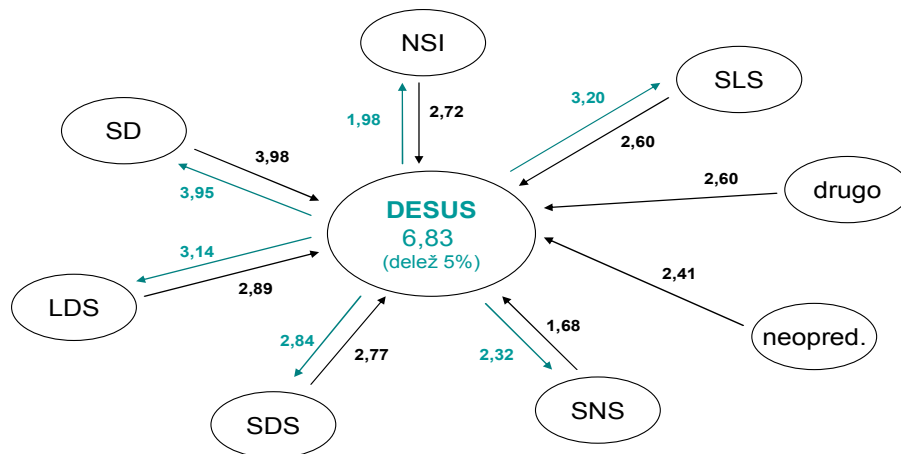 NSI
SLS
3,20
1,98
2,72
SD
2,60
3,98
2,60
drugo
3,95
DESUS
6,83
(delež 5%)
3,14
2,41
2,89
LDS
1,68
neopred.
2,84
2,77
2,32
SNS
SDS